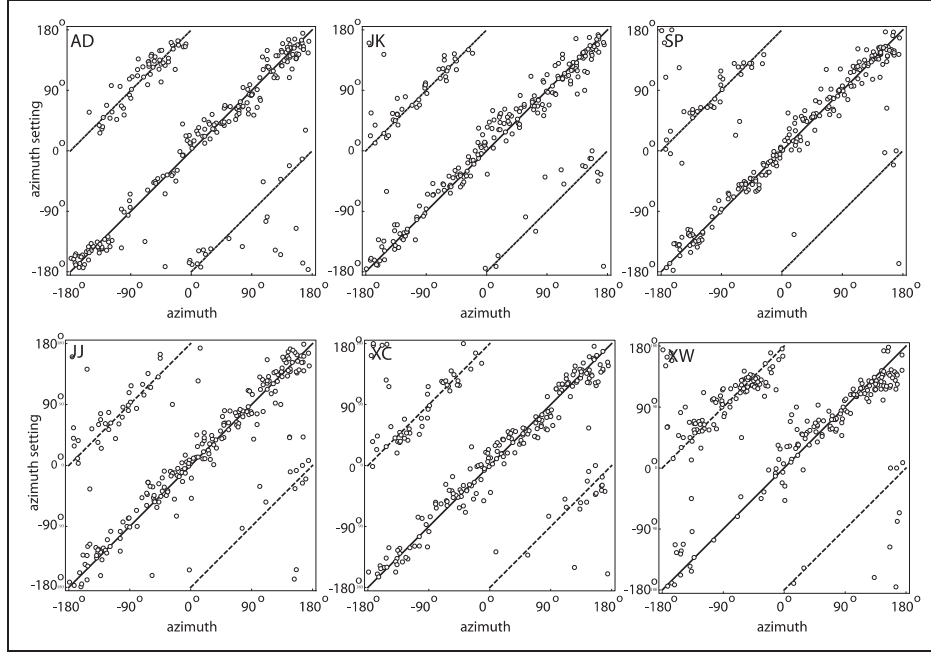 AD JK SP
180° 180° 180°
90° 90° 90°
0° 0° 0°
-90° -90° -90°
-180° -180° -180°
azimuth setting
-180° -90° 0° 90° 180° -180° -90° 0° 90° 180° -180° -90° 0° 90° 180°
azimuth azimuth azimuth
JJ XC XW
180° 180° 180°
90° 90° 90°
0° 0° 0°
-90° -90° -90°
-180° -180° -180°
azimuth setting
-180° -90° 0° 90° 180° -180° -90° 0° 90° 180° -180° -90° 0° 90° 180°
azimuth azimuth azimuth